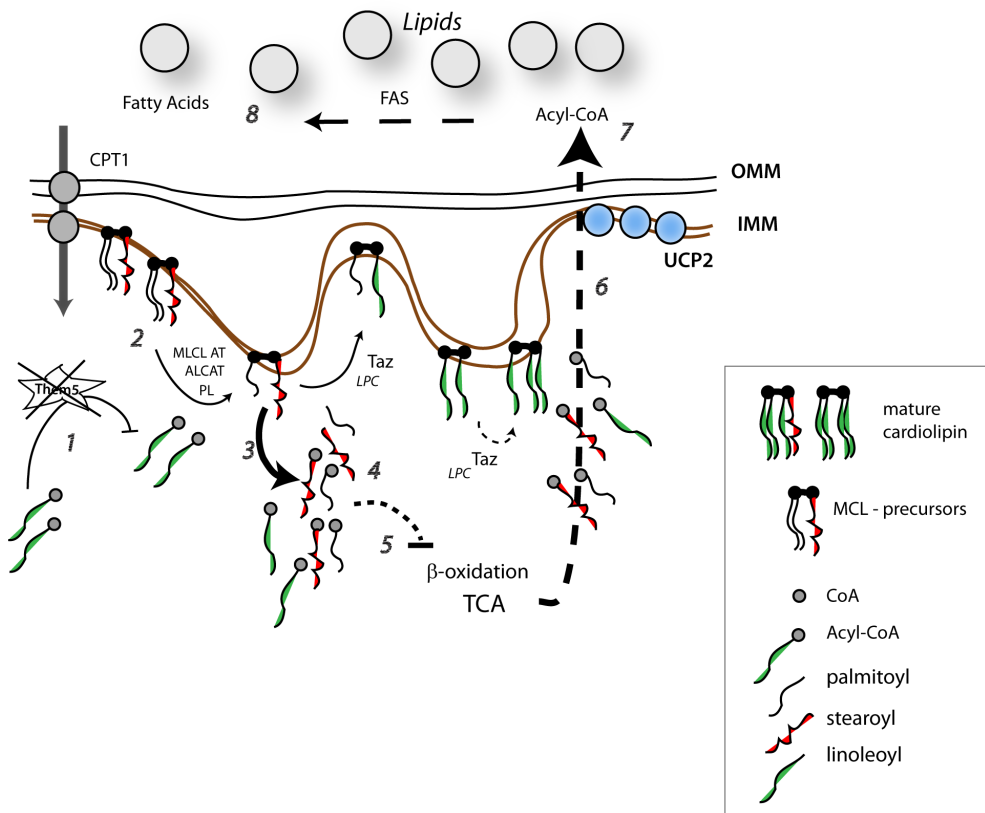 Lipids
Fatty Acids
8
FAS
Acyl-CoA
7
CPT1
OMM
IMM
UCP2
2
6
MLCL AT
ALCAT
PL
Taz
LPC
Them5
1
3
4
Taz
LPC
5
β-oxidation
TCA
mature
cardiolipin
MCL - precursors
CoA
Acyl-CoA
palmitoyl
stearoyl
linoleoyl